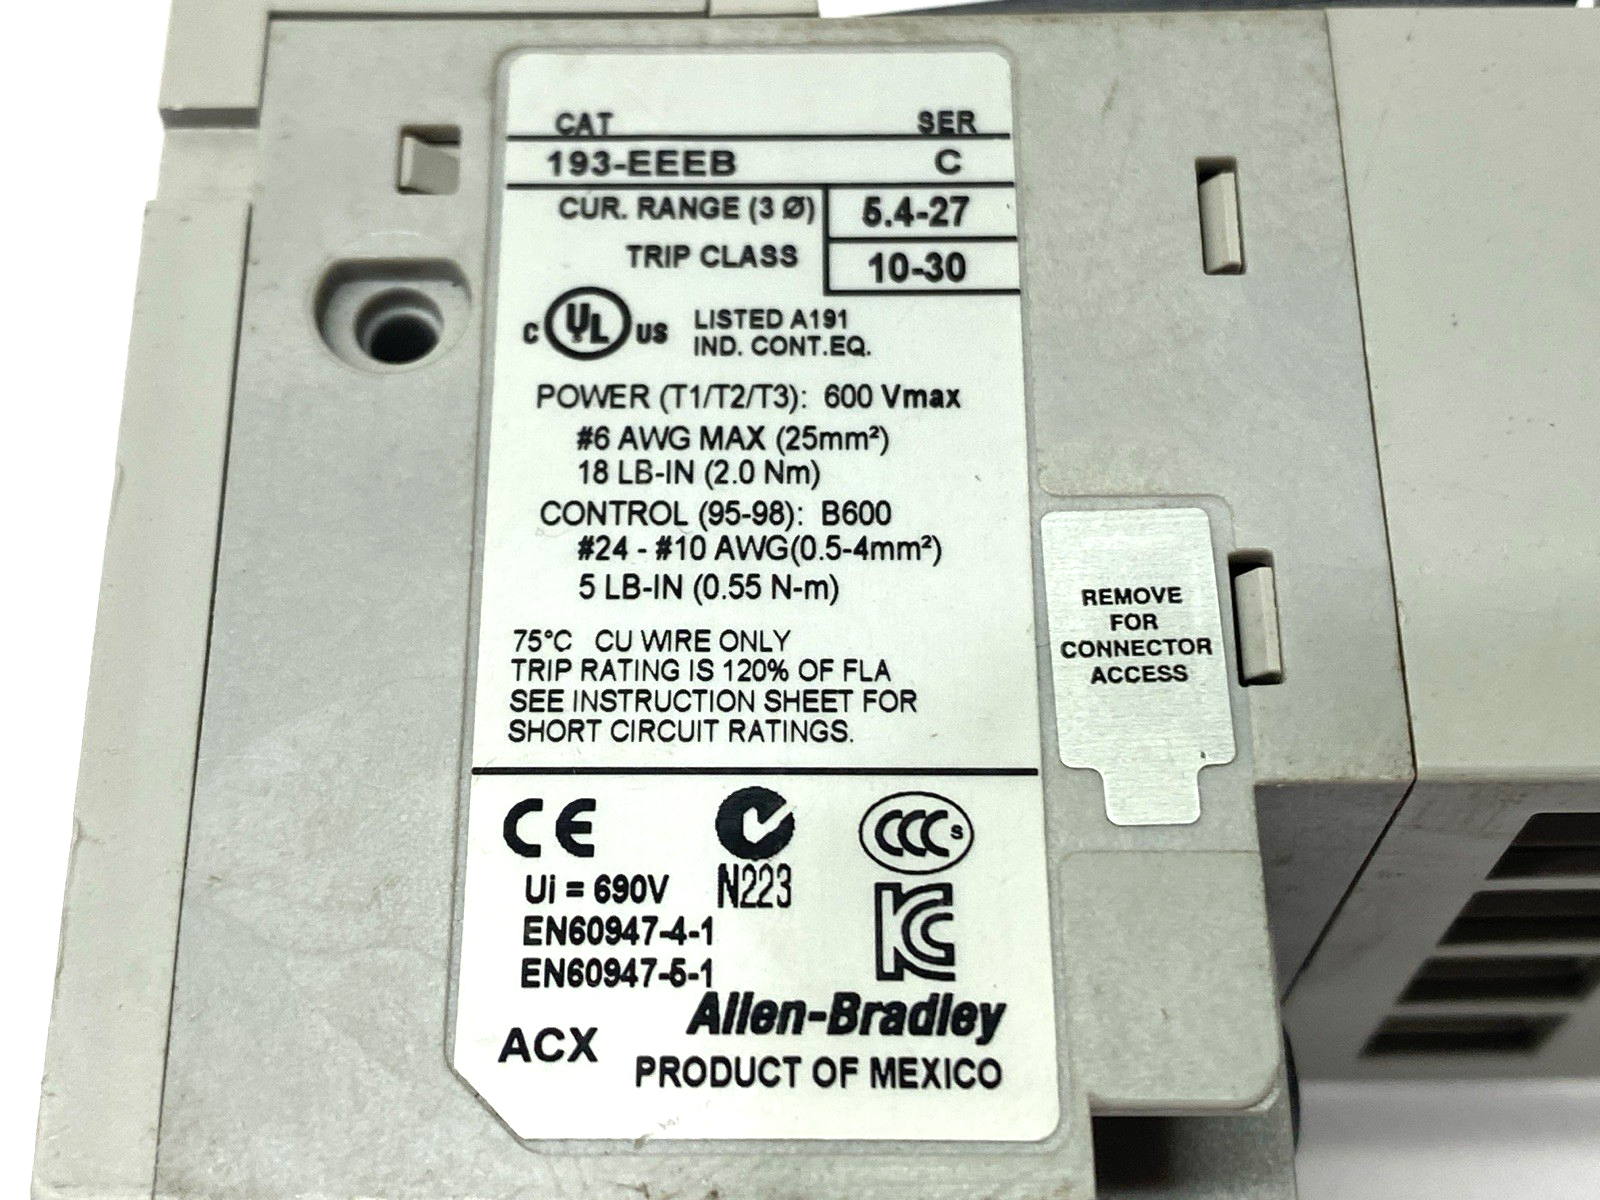 CAT SER
193-EEEB C
CUR. RANGE (3 Ø) 5.4-27
TRIP CLASS 10-30
C UL US LISTED A191
IND. CONT.EQ.
POWER (T1/T2/T3): 600 Vmax
#6 AWG MAX (25mm²)
18 LB-IN (2.0 Nm)
CONTROL (95-98): B600
#24 - #10 AWG(0.5-4mm²)
5 LB-IN (0.55 N-m)
75°C CU WIRE ONLY
TRIP RATING IS 120% OF FLA
SEE INSTRUCTION SHEET FOR
SHORT CIRCUIT RATINGS.
REMOVE
FOR
CONNECTOR
ACCESS
CE CCC S
Ui = 690V N223
EN60947-4-1 KC
EN60947-5-1
Allen-Bradley
ACX PRODUCT OF MEXICO